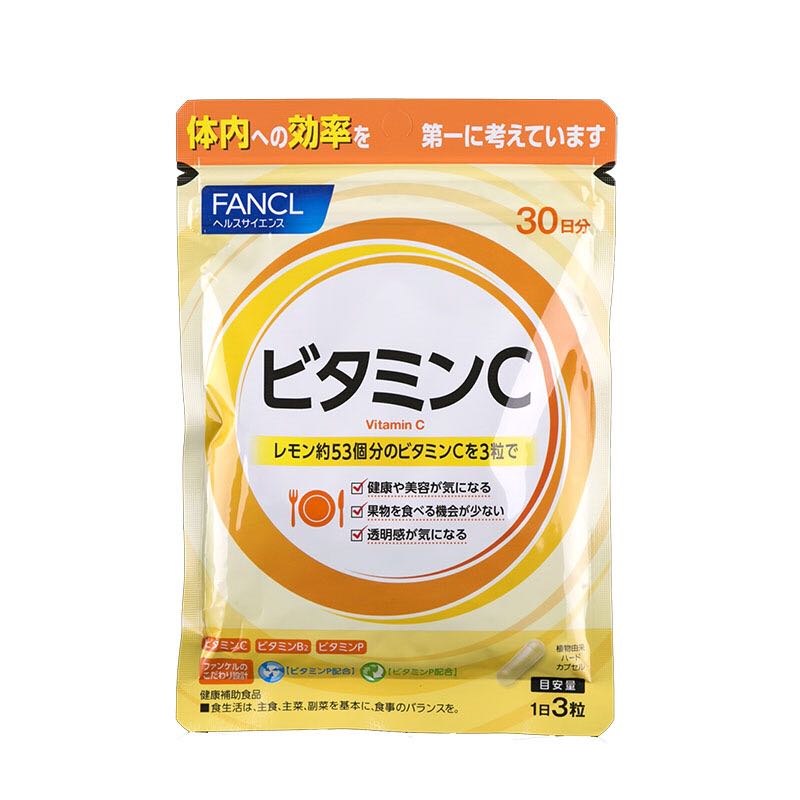 体内への効率を 第一に考えています
FANCL
ヘルスサイエンス
30日分
ビタミンC
Vitamin C
レモン約53個分のビタミンCを3粒で
健康や美容が気になる
果物を食べる機会が少ない
透明感が気になる
ビタミンC ビタミンB2 ビタミンP
ファンケルの
こだわり設計
【ビタミンP配合】 【ビタミンP配合】
植物由来
ハード
カプセル
健康補助食品
■食生活は、主食、主菜、副菜を基本に、食事のバランスを。
目安量
1日3粒